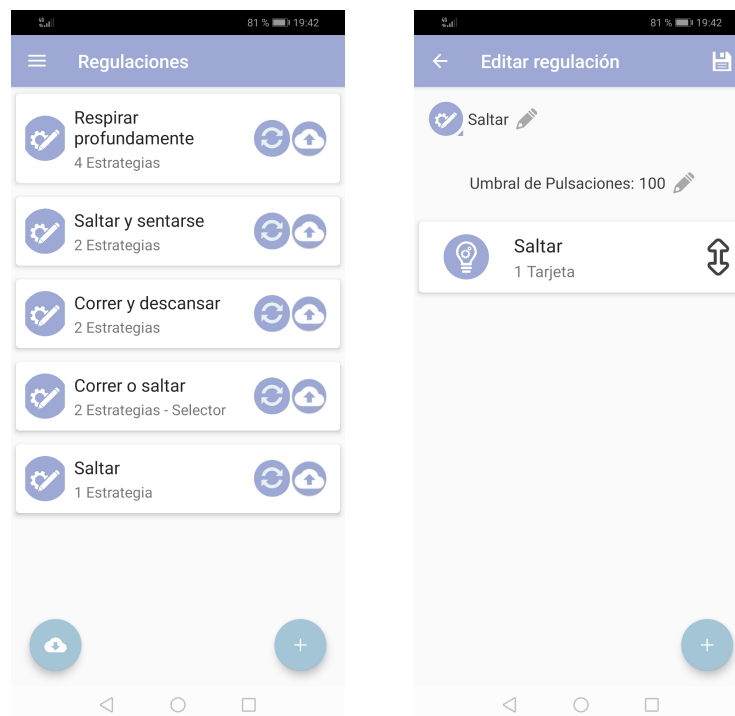 81 % 19:42
Regulaciones
Respirar
profundamente
4 Estrategias
Saltar y sentarse
2 Estrategias
Correr y descansar
2 Estrategias
Correr o saltar
2 Estrategias - Selector
Saltar
1 Estrategia
81 % 19:42
Editar regulación
Saltar
Umbral de Pulsaciones: 100
Saltar
1 Tarjeta